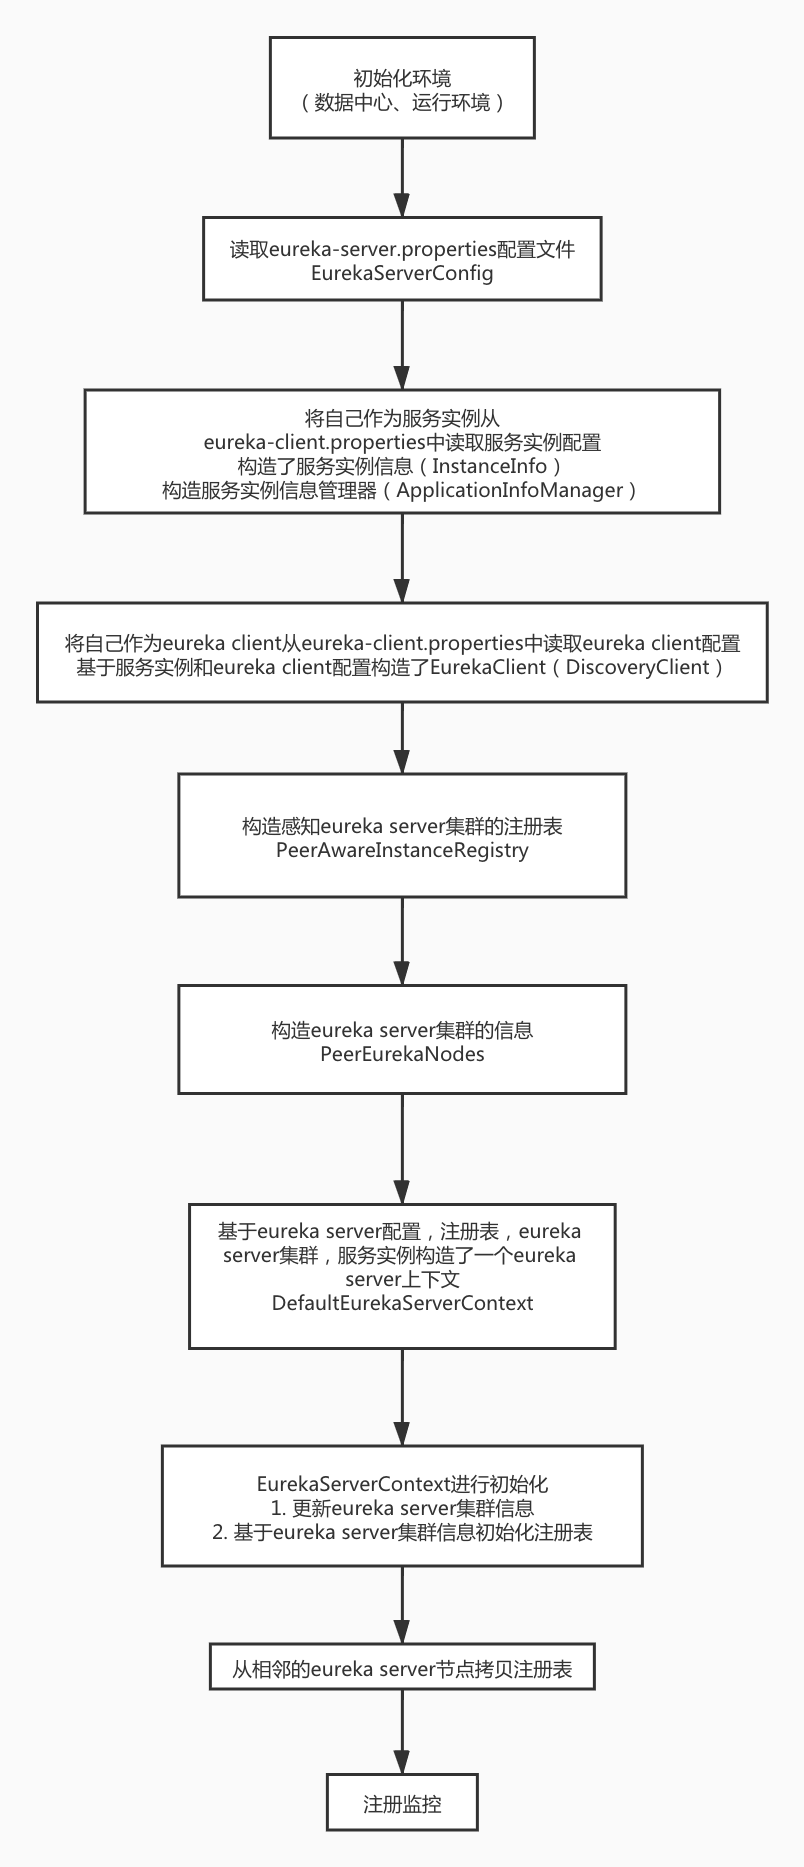 初始化环境
（数据中心、运行环境）
读取eureka-server.properties配置文件
EurekaServerConfig
将自己作为服务实例从
eureka-client.properties中读取服务实例配置
构造了服务实例信息（InstanceInfo）
构造服务实例信息管理器（ApplicationInfoManager）
将自己作为eureka client从eureka-client.properties中读取eureka client配置
基于服务实例和eureka client配置构造了EurekaClient（DiscoveryClient）
构造感知eureka server集群的注册表
PeerAwareInstanceRegistry
构造eureka server集群的信息
PeerEurekaNodes
基于eureka server配置，注册表，eureka
server集群，服务实例构造了一个eureka
server上下文
DefaultEurekaServerContext
EurekaServerContext进行初始化
1. 更新eureka server集群信息
2. 基于eureka server集群信息初始化注册表
从相邻的eureka server节点拷贝注册表
注册监控